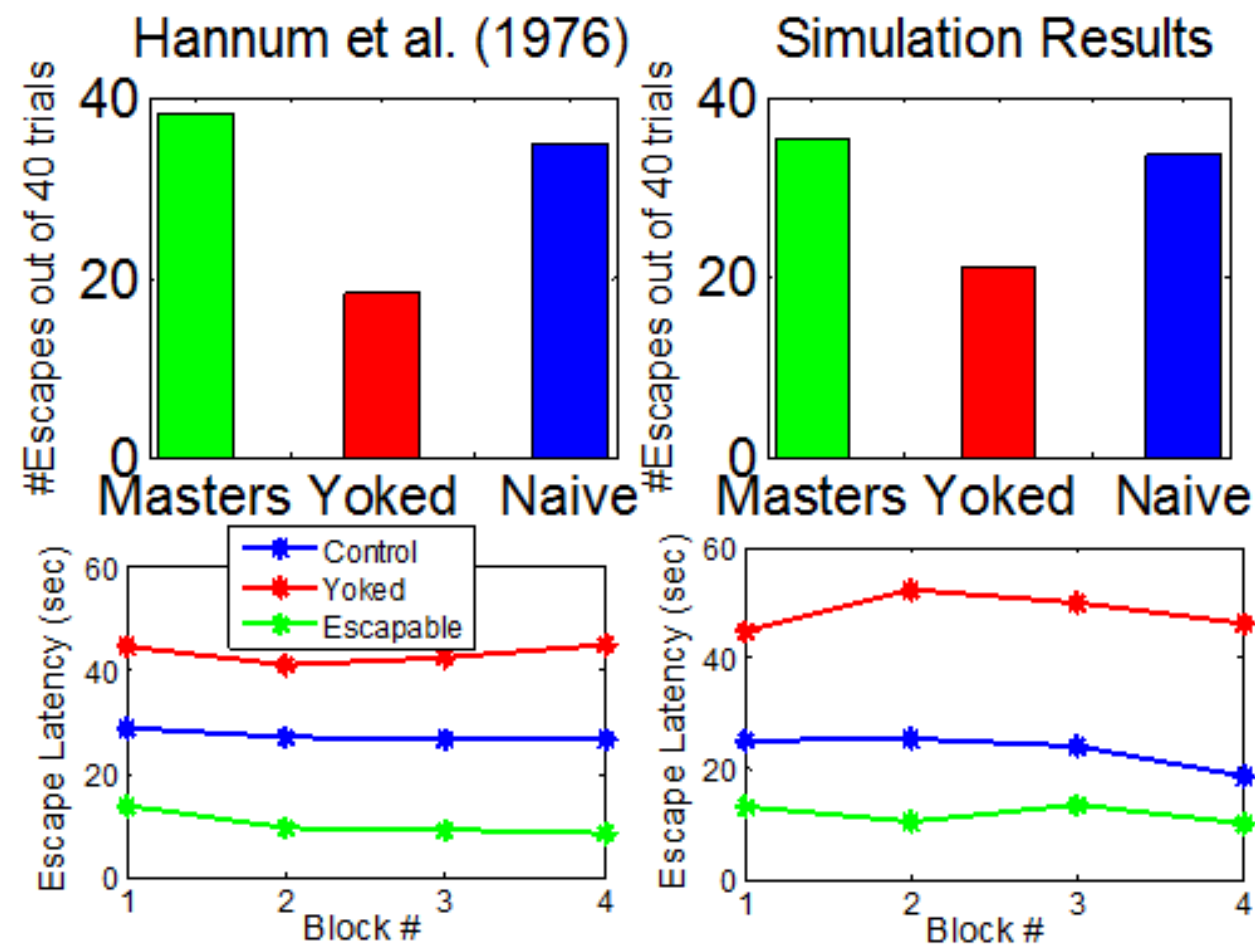 Hannum et al. (1976)
Simulation Results
#Escapes out of 40 trials
40
20
0
Masters Yoked Naive
#Escapes out of 40 trials
40
20
0
Masters Yoked Naive
Control
Yoked
Escapable
Escape Latency (sec)
60
40
20
0
1 2 3 4
Block #
Escape Latency (sec)
60
40
20
0
1 2 3 4
Block #